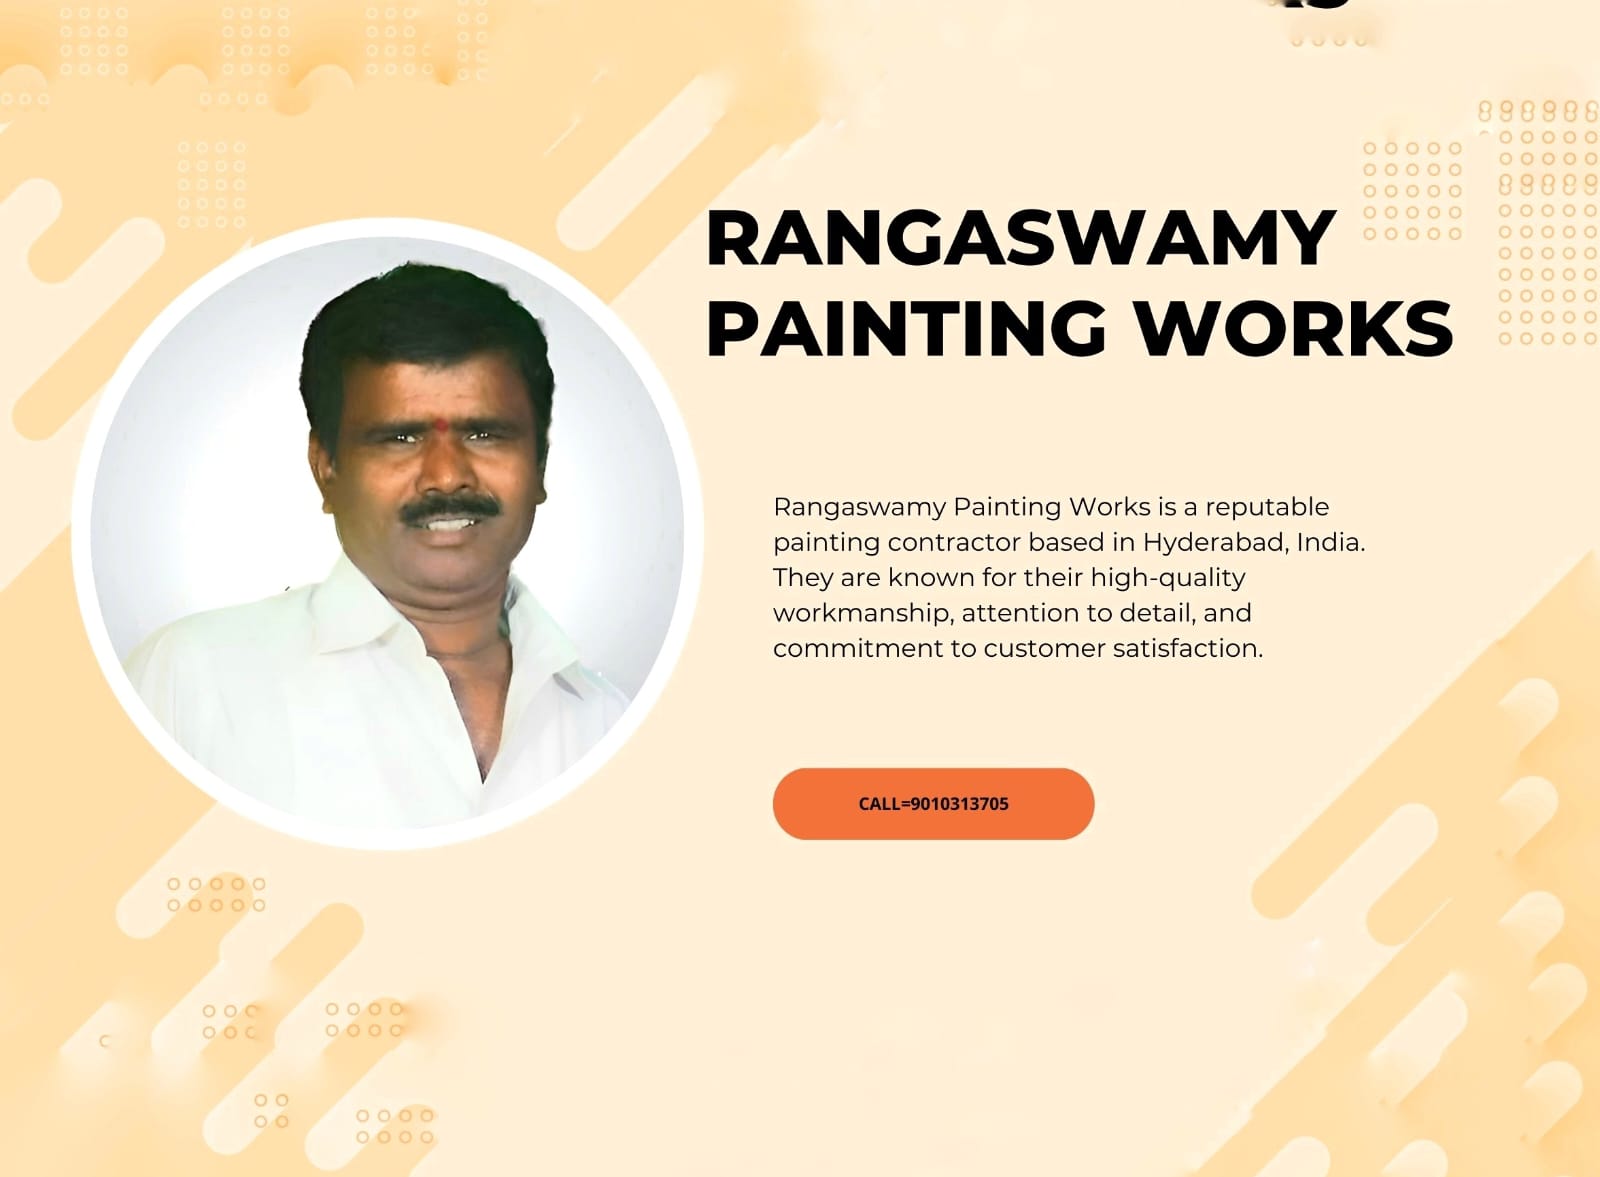 RANGASWAMY
PAINTING WORKS
Rangaswamy Painting Works is a reputable
painting contractor based in Hyderabad, India.
They are known for their high-quality
workmanship, attention to detail, and
commitment to customer satisfaction.
CALL=9010313705